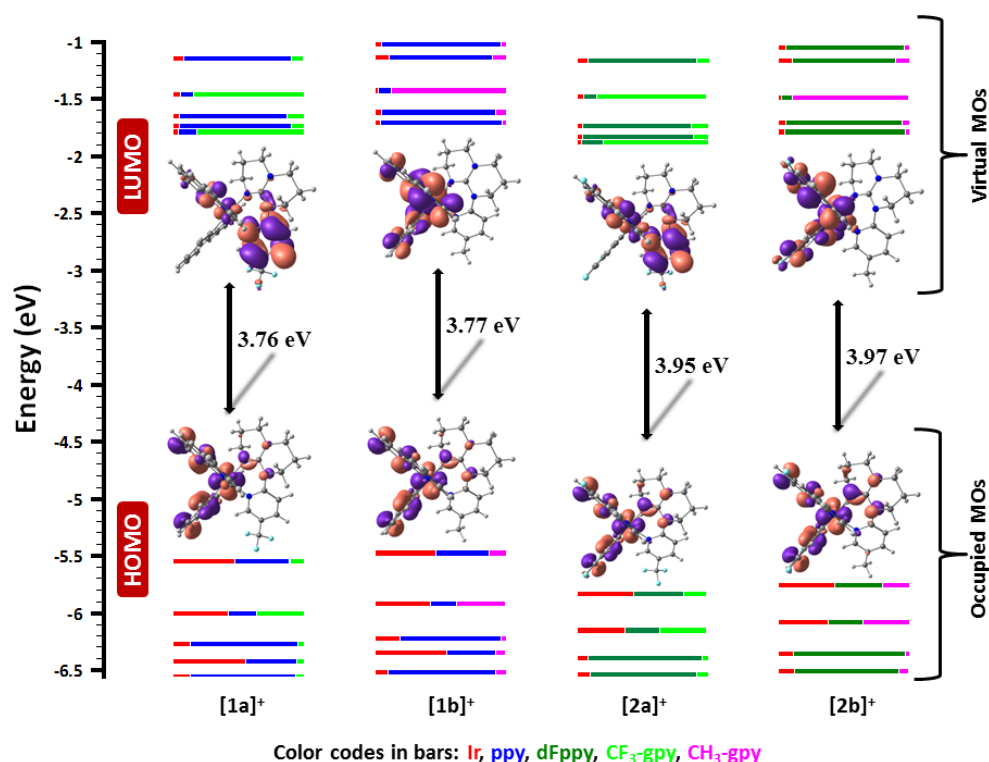 Energy (eV)
-1
-1.5
-2
-2.5
-3
-3.5
-4
-4.5
-5
-5.5
-6
-6.5
LUMO
HOMO
3.76 eV
3.77 eV
3.95 eV
3.97 eV
Virtual MOs
Occupied MOs
[1a]⁺
[1b]⁺
[2a]⁺
[2b]⁺
Color codes in bars: Ir, ppy, dFppy, CF₃-gpy, CH₃-gpy